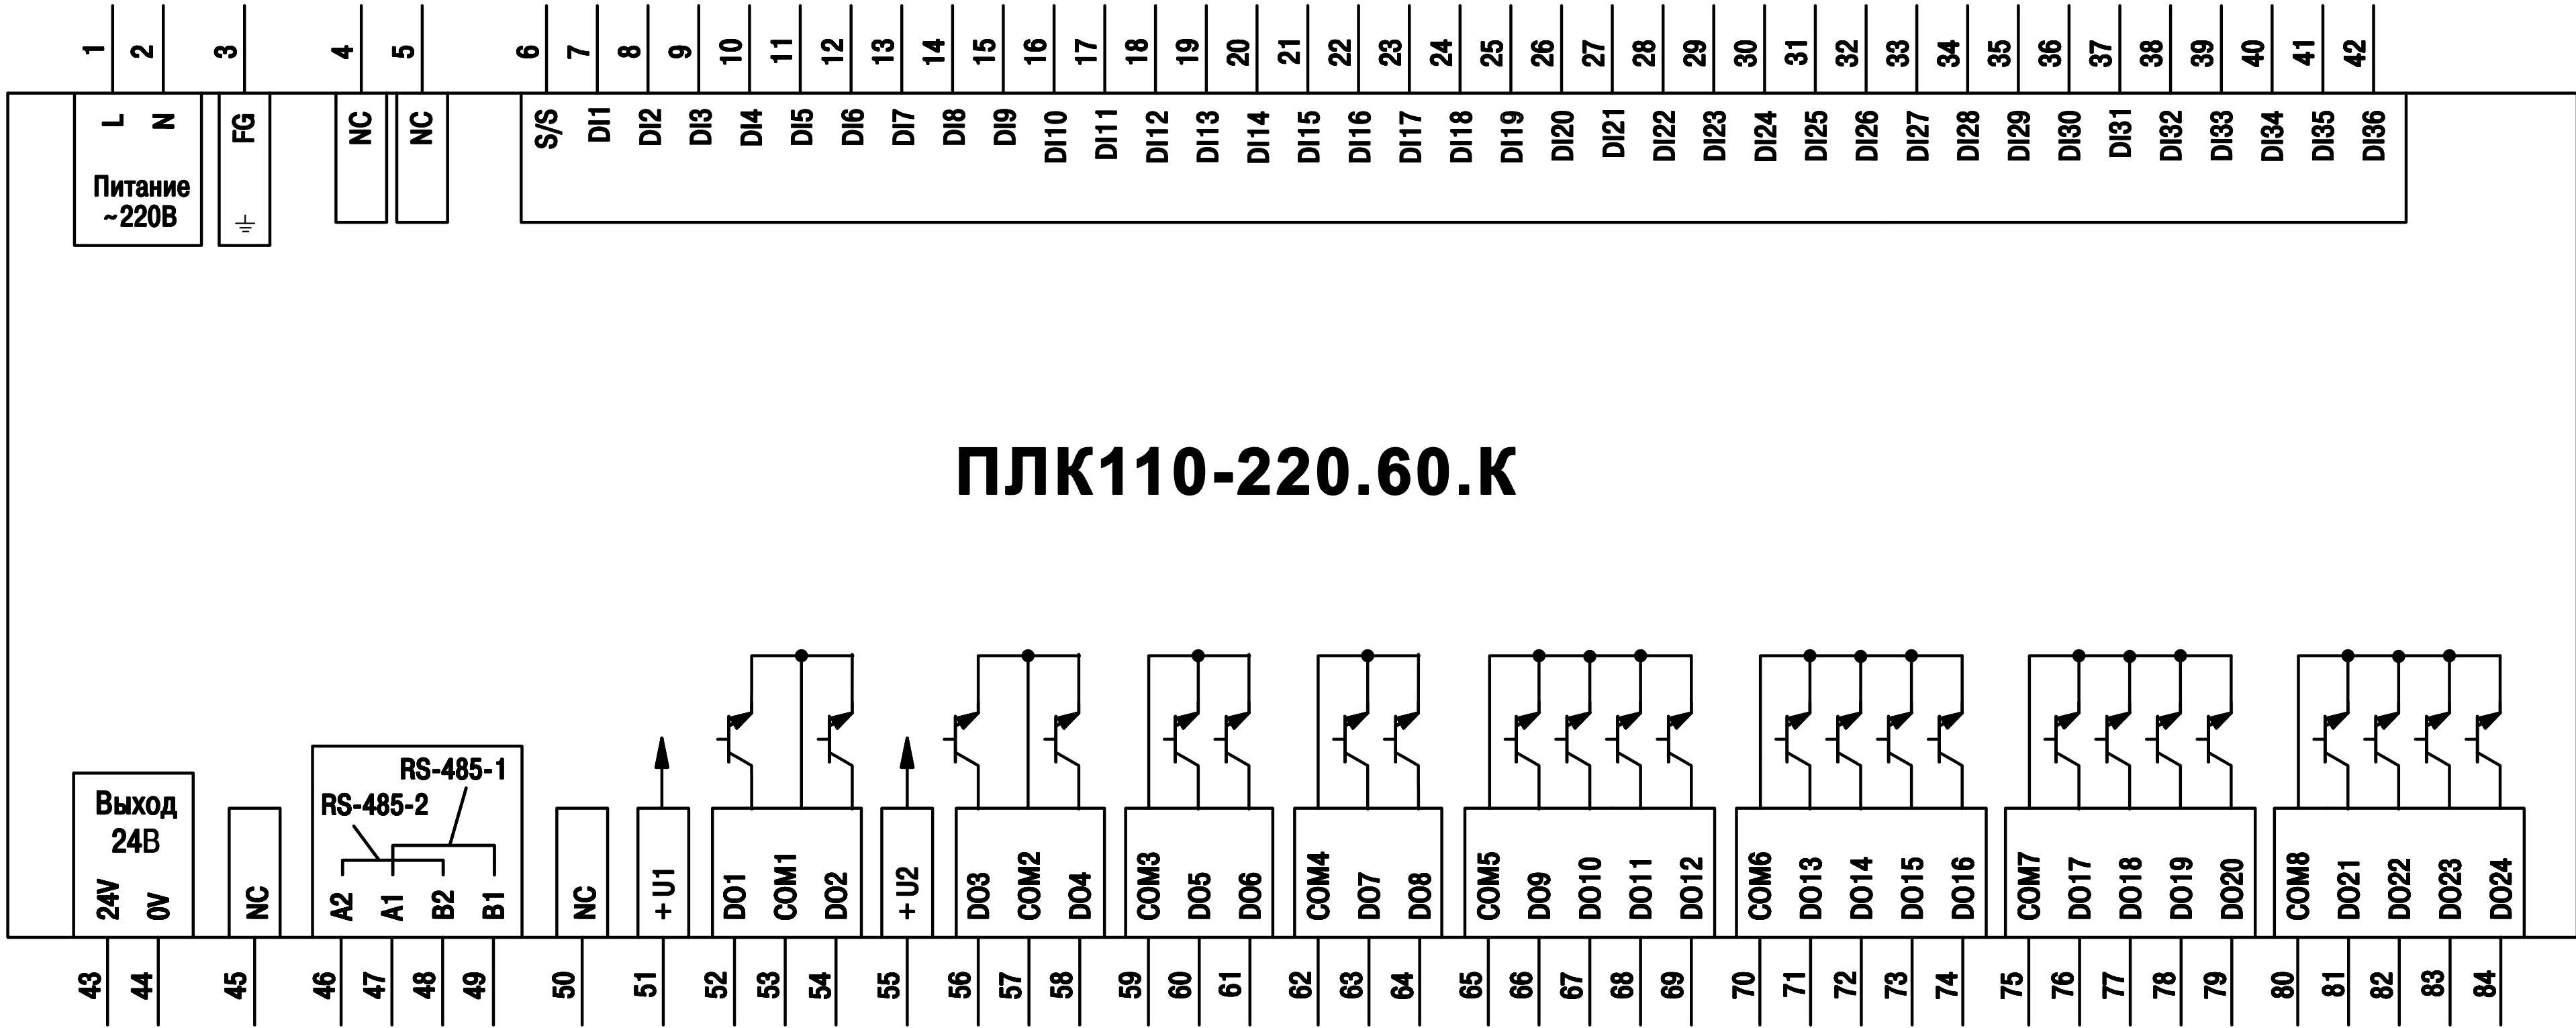 1 2 3 4 5 6 7 8 9 10 11 12 13 14 15 16 17 18 19 20 21 22 23 24 25 26 27 28 29 30 31 32 33 34 35 36 37 38 39 40 41 42
L N FG NC NC S/S DI1 DI2 DI3 DI4 DI5 DI6 DI7 DI8 DI9 DI10 DI11 DI12 DI13 DI14 DI15 DI16 DI17 DI18 DI19 DI20 DI21 DI22 DI23 DI24 DI25 DI26 DI27 DI28 DI29 DI30 DI31 DI32 DI33 DI34 DI35 DI36
Питание
~220В
ПЛК110-220.60.К
RS-485-1
RS-485-2
Выход
24В
24V 0V NC A2 A1 B2 B1 NC +U1 DO1 COM1 DO2 +U2 DO3 COM2 DO4 COM3 DO5 DO6 COM4 DO7 DO8 COM5 DO9 DO10 DO11 DO12 COM6 DO13 DO14 DO15 DO16 COM7 DO17 DO18 DO19 DO20 COM8 DO21 DO22 DO23 DO24
43 44 45 46 47 48 49 50 51 52 53 54 55 56 57 58 59 60 61 62 63 64 65 66 67 68 69 70 71 72 73 74 75 76 77 78 79 80 81 82 83 84